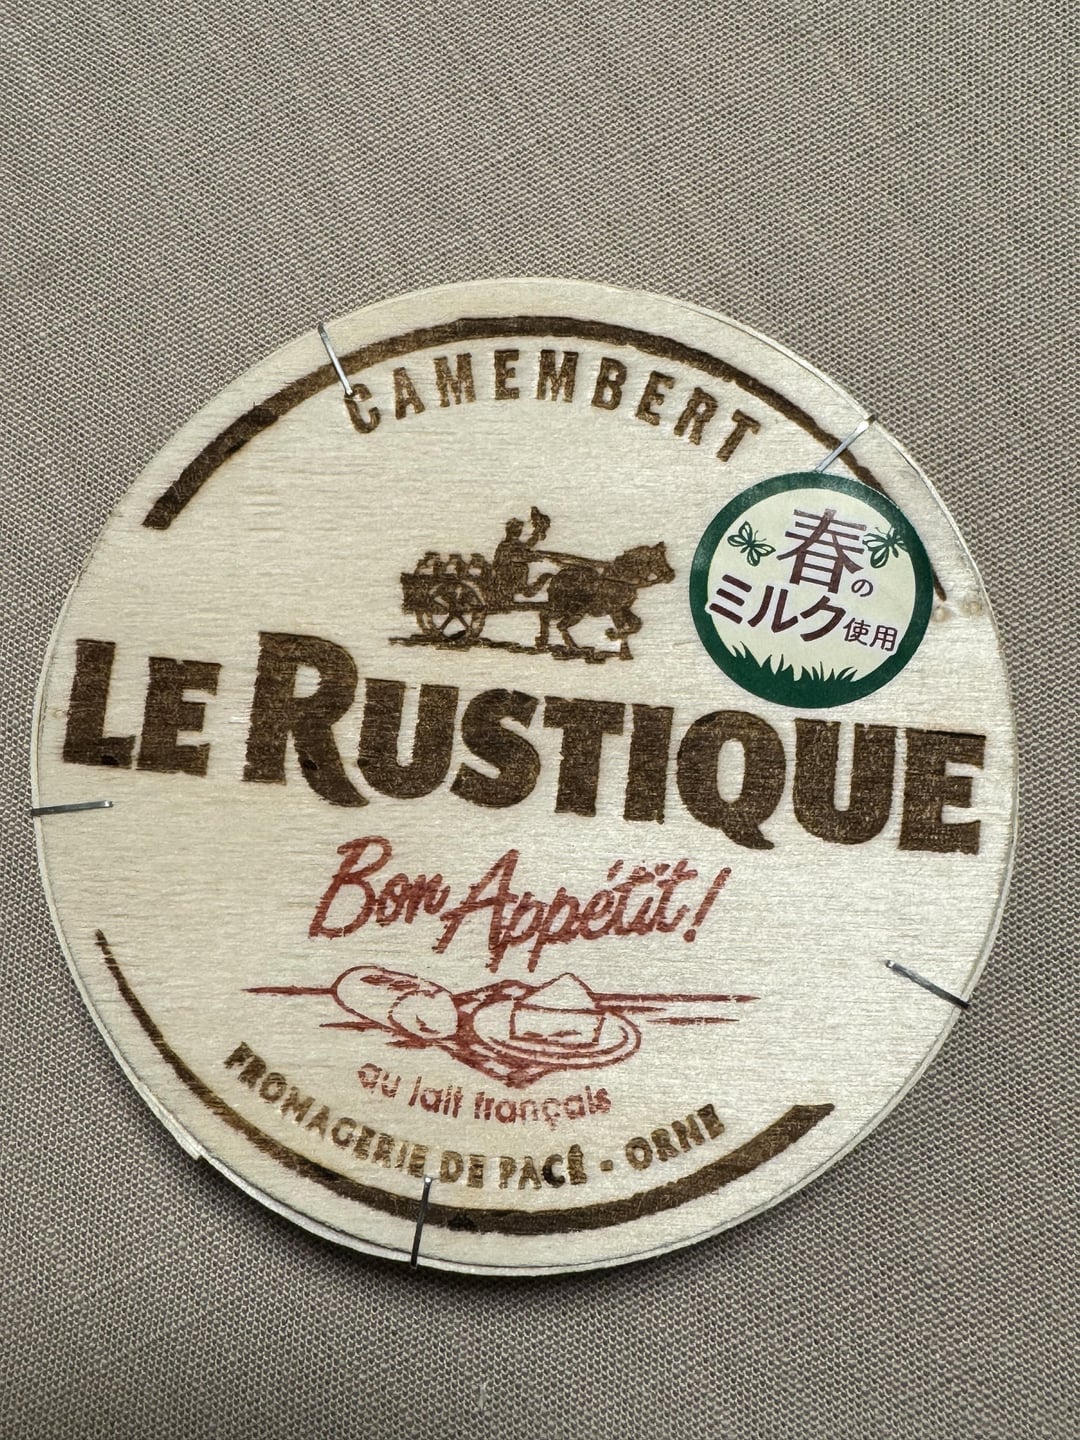 CAMEMBERT
春の
ミルク使用
LE RUSTIQUE
Bon Appétit!
au lait français
FROMAGERIE DE PACÉ - ORNE